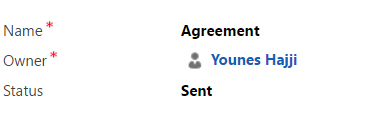 Name* Agreement
Owner* Younes Hajji
Status Sent